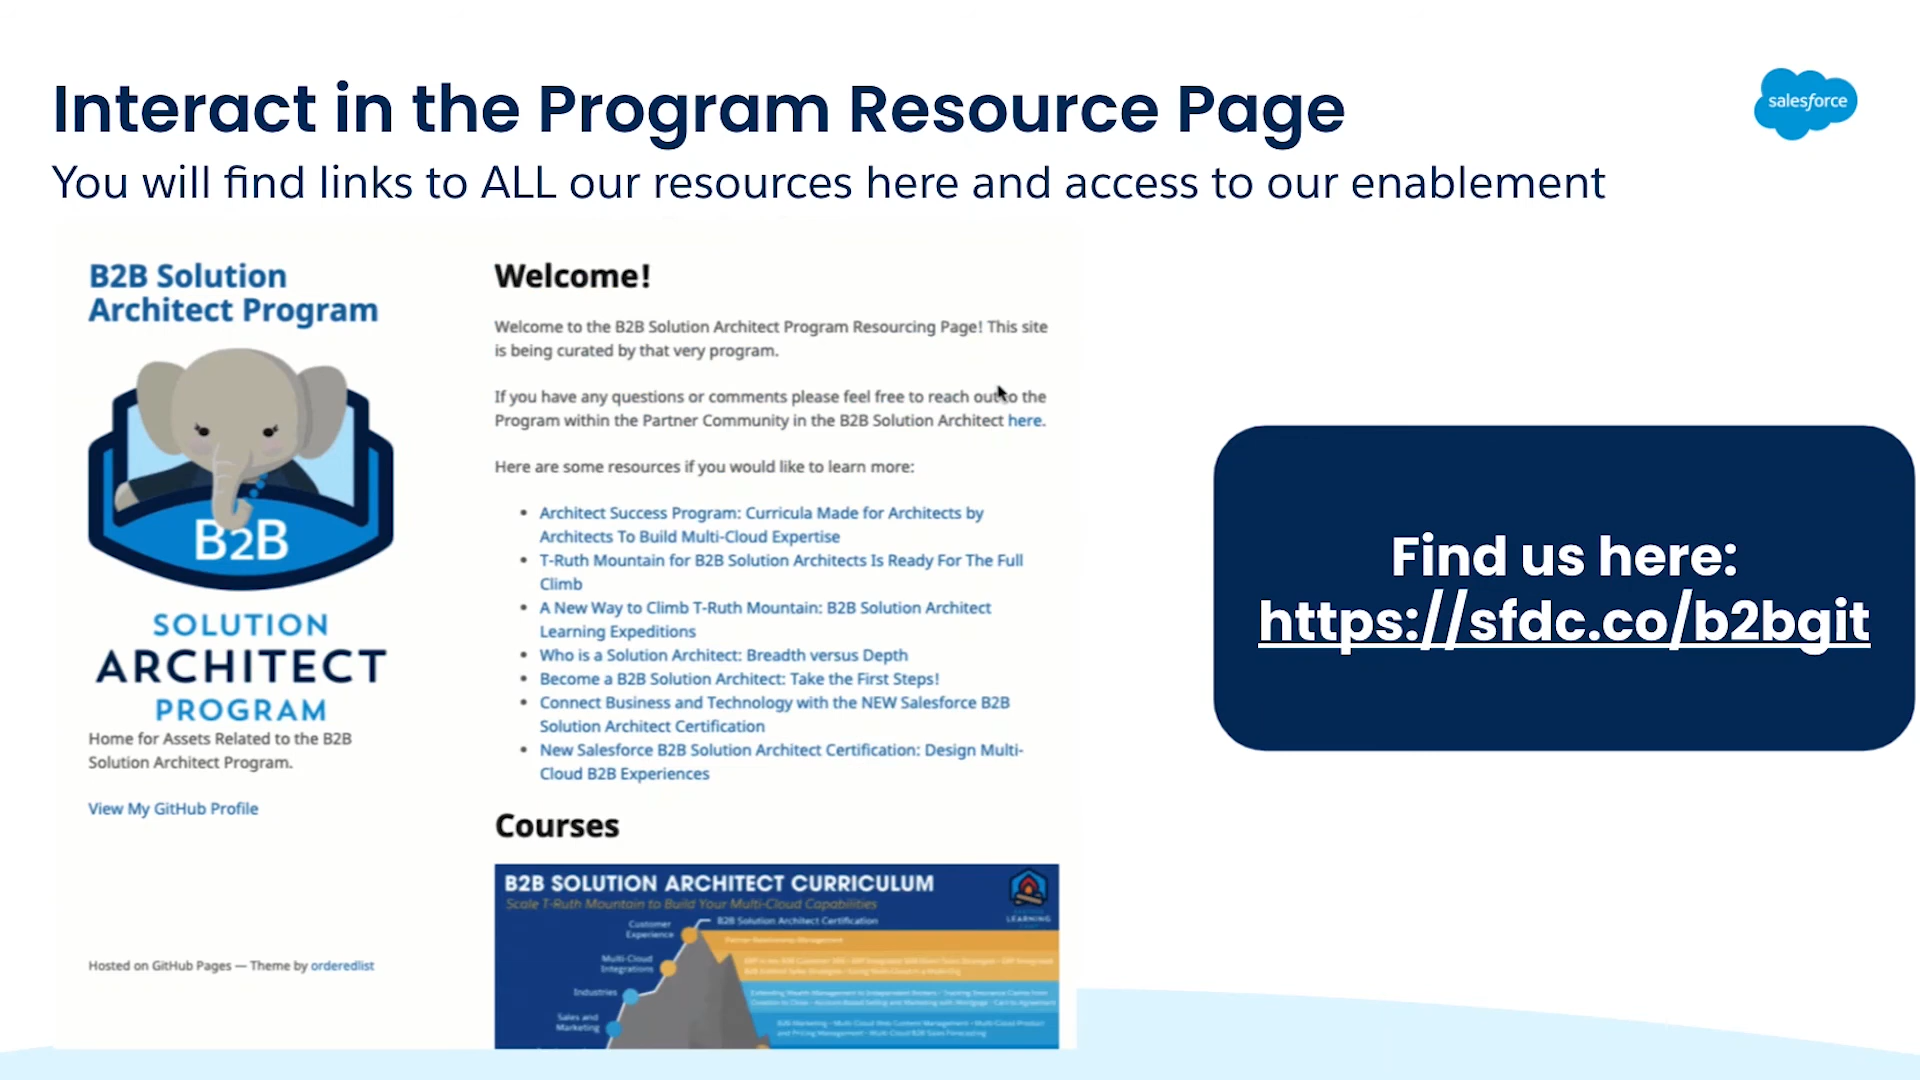 Interact in the Program Resource Page
salesforce
You will find links to ALL our resources here and access to our enablement
B2B Solution
Architect Program
B2B
SOLUTION
ARCHITECT
PROGRAM
Home for Assets Related to the B2B
Solution Architect Program.
View My GitHub Profile
Hosted on GitHub Pages — Theme by orderedlist
Welcome!
Welcome to the B2B Solution Architect Program Resourcing Page! This site
is being curated by that very program.
If you have any questions or comments please feel free to reach out to the
Program within the Partner Community in the B2B Solution Architect here.
Here are some resources if you would like to learn more:
• Architect Success Program: Curricula Made for Architects by
Architects To Build Multi-Cloud Expertise
• T-Ruth Mountain for B2B Solution Architects Is Ready For The Full
Climb
• A New Way to Climb T-Ruth Mountain: B2B Solution Architect
Learning Expeditions
• Who is a Solution Architect: Breadth versus Depth
• Become a B2B Solution Architect: Take the First Steps!
• Connect Business and Technology with the NEW Salesforce B2B
Solution Architect Certification
• New Salesforce B2B Solution Architect Certification: Design Multi-
Cloud B2B Experiences
Courses
B2B SOLUTION ARCHITECT CURRICULUM
Scale T-Ruth Mountain to Build Your Multi-Cloud Capabilities
LEARNING
B2B Solution Architect Certification
Customer
Experience
Partner Relationship Management
Multi-Cloud
Integrations
Industries
Sales and
Marketing
Find us here:
https://sfdc.co/b2bgit